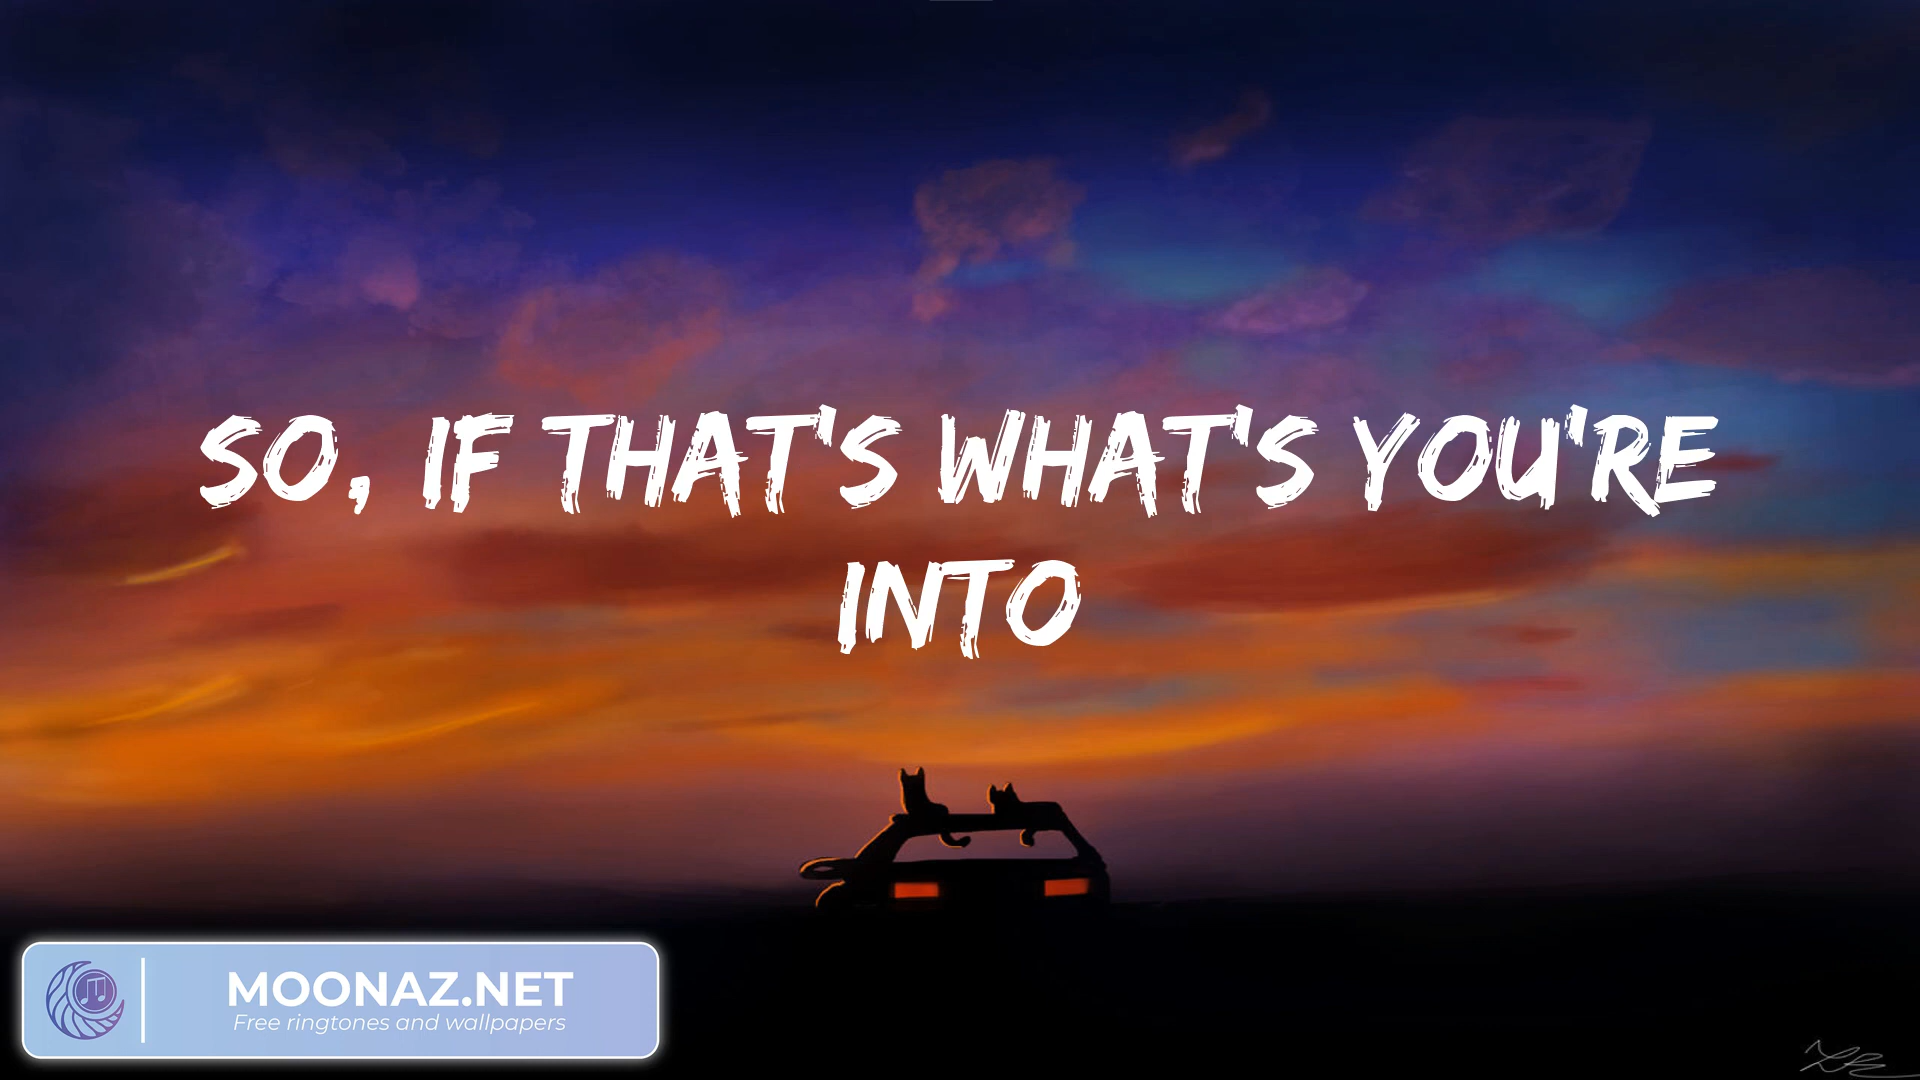 SO, IF THAT'S WHAT'S YOU'RE
INTO
MOONAZ.NET
Free ringtones and wallpapers